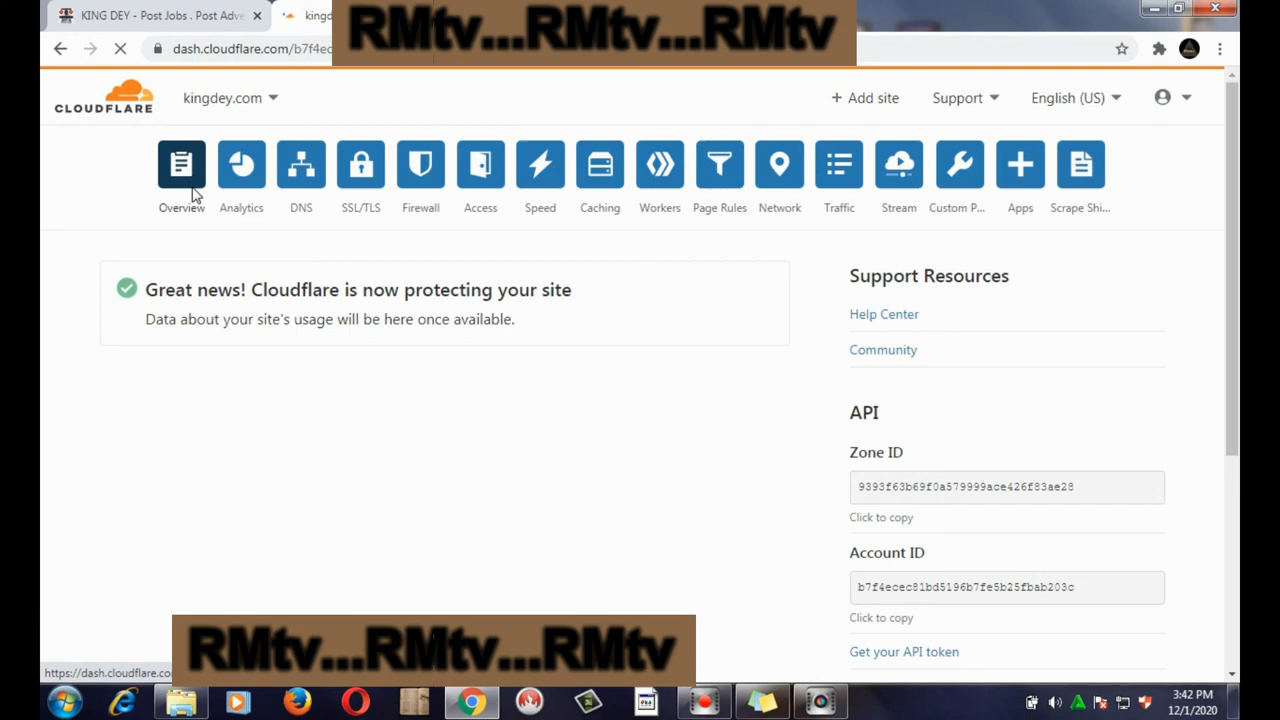 KING DEY - Post Jobs . Post Adve
kingd
RMtv...RMtv...RMtv
dash.cloudflare.com/b7f4ec
CLOUDFLARE
kingdey.com
+ Add site
Support
English (US)
Overview
Analytics
DNS
SSL/TLS
Firewall
Access
Speed
Caching
Workers
Page Rules
Network
Traffic
Stream
Custom P...
Apps
Scrape Shi...
Great news! Cloudflare is now protecting your site
Data about your site's usage will be here once available.
Support Resources
Help Center
Community
API
Zone ID
9393f63b69f0a579999ace426f83ae28
Click to copy
Account ID
b7f4ecec81bd5196b7fe5b25fbab203c
Click to copy
Get your API token
RMtv...RMtv...RMtv
https://dash.cloudflare.co
3:42 PM
12/1/2020